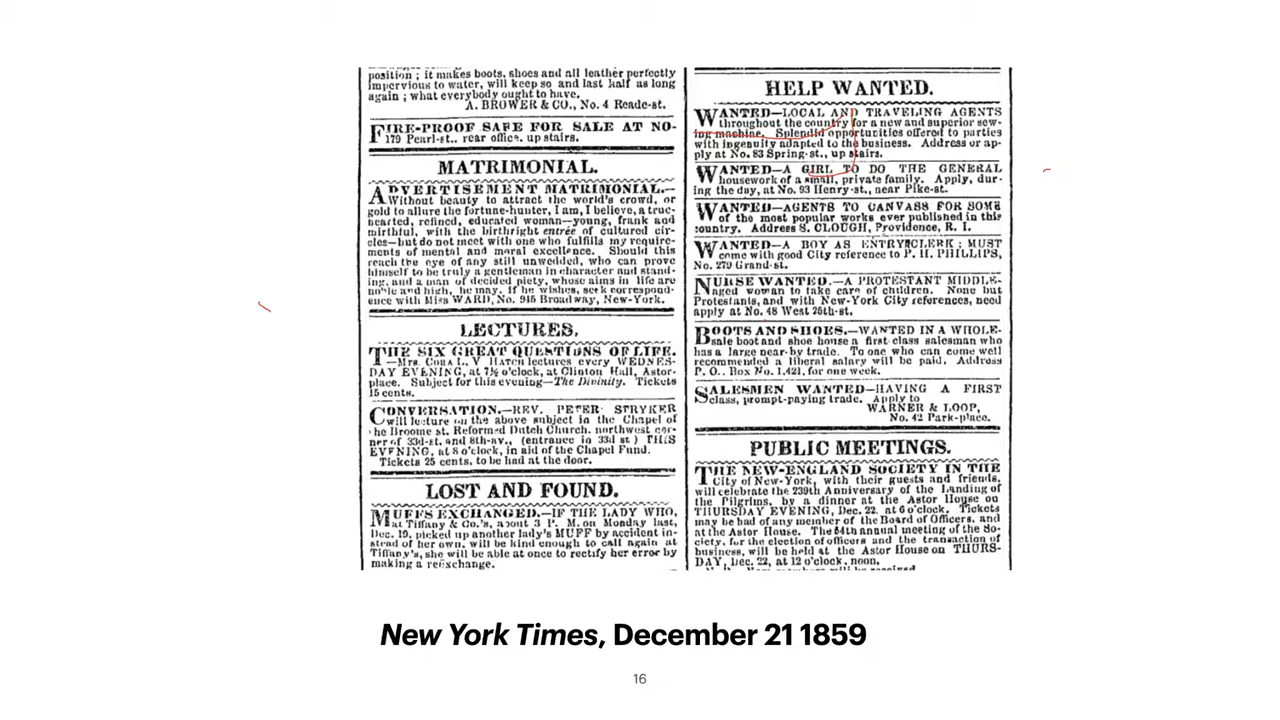 position ; it makes boots, shoes and all leather perfectly
impervious to water, will keep so and last half as long
again ; what everybody ought to have.
A. BROWER & CO., No. 4 Reade-st.
FIRE-PROOF SAFE FOR SALE AT NO-
179 Pearl-st., rear office, up stairs.
MATRIMONIAL.
ADVERTISEMENT MATRIMONIAL.—
Without beauty to attract the world's crowd, or
gold to allure the fortune-hunter, I am, I believe, a true-
hearted, refined, educated woman—young, frank and
mirthful, with the birthright entrée of cultured cir-
cles—but do not meet with one who fulfills my require-
ments of mental and moral excellence. Should this
reach the eye of any still unwedded, who can prove
himself to be truly a gentleman in character and stand-
ing, and a man of decided piety, whose aims in life are
noble and high, he may, if he wishes, seek correspond-
ence with Miss WARD, No. 945 Broadway, New-York.
LECTURES.
THE SIX GREAT QUESTIONS OF LIFE.
—Mrs. CORA L. V. HATCH lectures every WEDNES-
DAY EVENING, at 7½ o'clock, at Clinton Hall, Astor-
place. Subject for this evening—The Divinity. Tickets
15 cents.
CONVERSATION.—REV. PETER STRYKER
will lecture on the above subject in the Chapel of
the Broome st. Reformed Dutch Church, northwest cor-
ner of 33d-st. and 8th-av., (entrance in 33d st ) THIS
EVENING, at 8 o'clock, in aid of the Chapel Fund.
Tickets 25 cents, to be had at the door.
LOST AND FOUND.
MUFFS EXCHANGED.—IF THE LADY WHO,
at Tiffany & Co.'s, about 3 P. M. on Monday last,
Dec. 19, picked up another lady's MUFF by accident in-
stead of her own, will be kind enough to call again at
Tiffany's, she will be able at once to rectify her error by
making a reëxchange.
HELP WANTED.
WANTED—LOCAL AND TRAVELING AGENTS
throughout the country for a new and superior sew-
ing machine. Splendid opportunities offered to parties
with ingenuity adapted to the business. Address or ap-
ply at No. 83 Spring-st., up stairs.
WANTED—A GIRL TO DO THE GENERAL
housework of a small, private family. Apply, dur-
ing the day, at No. 93 Henry-st., near Pike-st.
WANTED—AGENTS TO CANVASS FOR SOME
of the most popular works ever published in this
country. Address S. CLOUGH, Providence, R. I.
WANTED—A BOY AS ENTRY CLERK ; MUST
come with good City reference to P. H. PHILLIPS,
No. 279 Grand-st.
NURSE WANTED.—A PROTESTANT MIDDLE-
aged woman to take care of children. None but
Protestants, and with New-York City references, need
apply at No. 48 West 25th-st.
BOOTS AND SHOES.—WANTED IN A WHOLE-
sale boot and shoe house a first class salesman who
has a large near-by trade. To one who can come well
recommended a liberal salary will be paid. Address
P. O. Box No. 1,421, for one week.
SALESMEN WANTED—HAVING A FIRST
class, prompt-paying trade. Apply to
WARNER & LOOP,
No. 42 Park-place.
PUBLIC MEETINGS.
THE NEW-ENGLAND SOCIETY IN THE
City of New-York, with their guests and friends,
will celebrate the 239th Anniversary of the Landing of
the Pilgrims, by a dinner at the Astor House on
THURSDAY EVENING, Dec. 22, at 6 o'clock. Tickets
may be had of any member of the Board of Officers, and
at the Astor House. The 54th annual meeting of the So-
ciety, for the election of officers and the transaction of
business, will be held at the Astor House on THURS-
DAY, Dec. 22, at 12 o'clock, noon.
New York Times, December 21 1859
16